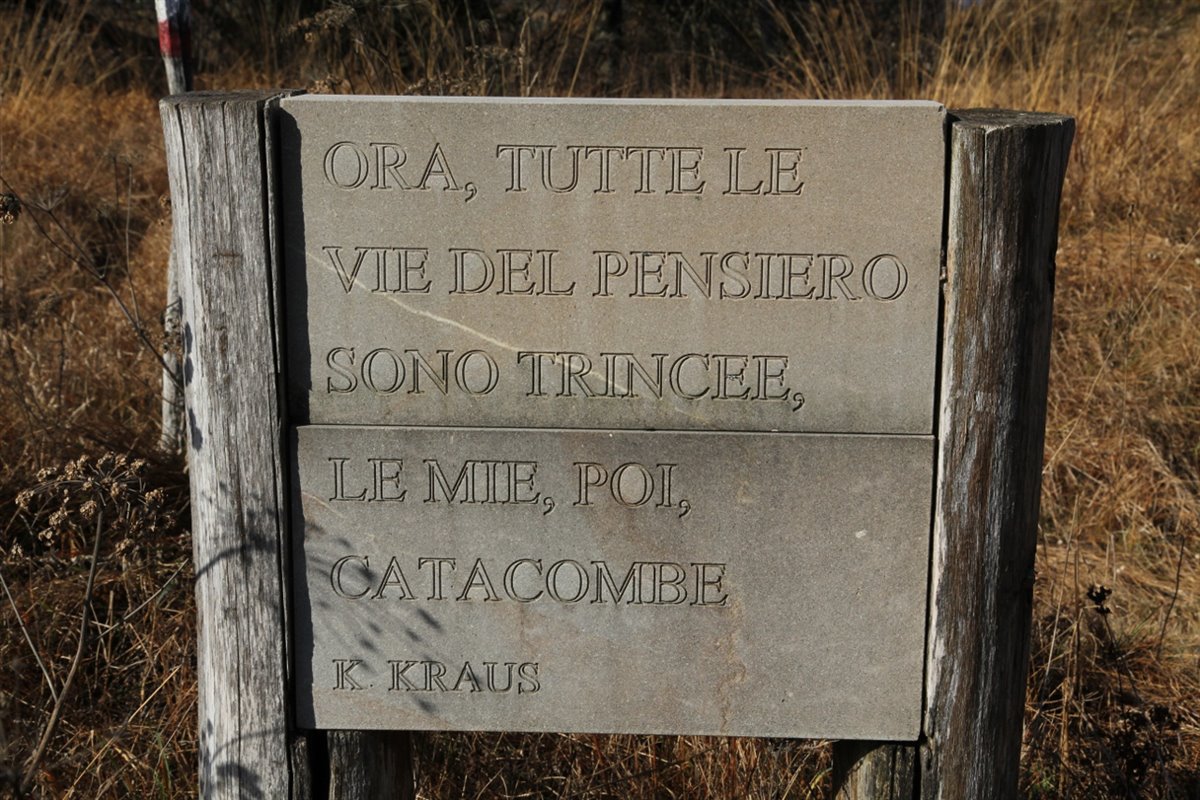 ORA, TUTTE LE
VIE DEL PENSIERO
SONO TRINCEE,
LE MIE, POI,
CATACOMBE
K. KRAUS